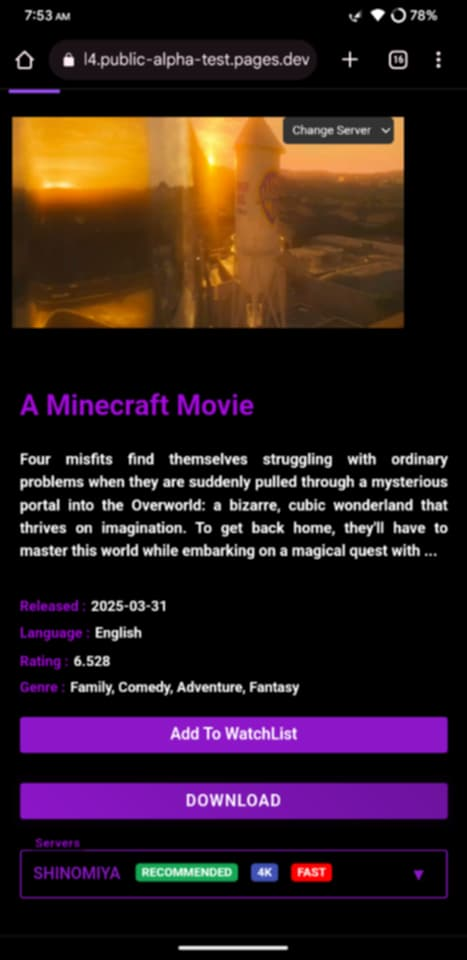 7:53 AM
78%
l4.public-alpha-test.pages.dev
16
Change Server
A Minecraft Movie
Four misfits find themselves struggling with ordinary
problems when they are suddenly pulled through a mysterious
portal into the Overworld: a bizarre, cubic wonderland that
thrives on imagination. To get back home, they'll have to
master this world while embarking on a magical quest with ...
Released : 2025-03-31
Language : English
Rating : 6.528
Genre : Family, Comedy, Adventure, Fantasy
Add To WatchList
DOWNLOAD
Servers
SHINOMIYA RECOMMENDED 4K FAST